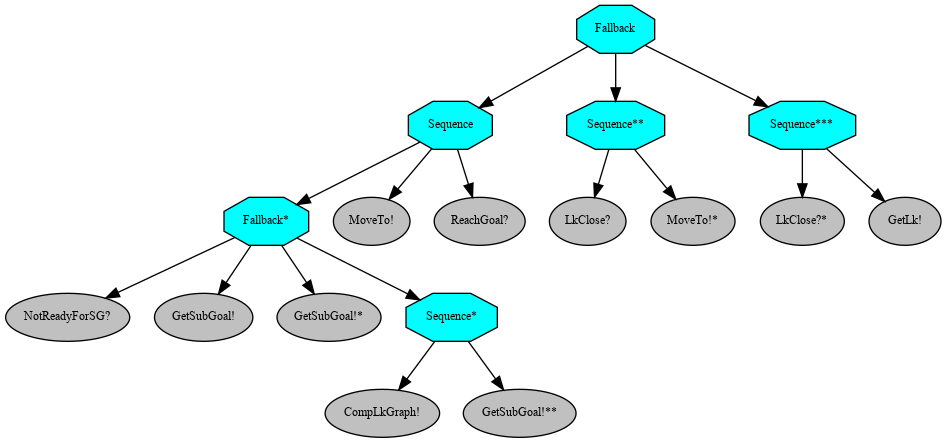 Fallback
Sequence
Sequence**
Sequence***
Fallback*
MoveTo!
ReachGoal?
LkClose?
MoveTo!*
LkClose?*
GetLk!
NotReadyForSG?
GetSubGoal!
GetSubGoal!*
Sequence*
CompLkGraph!
GetSubGoal!**